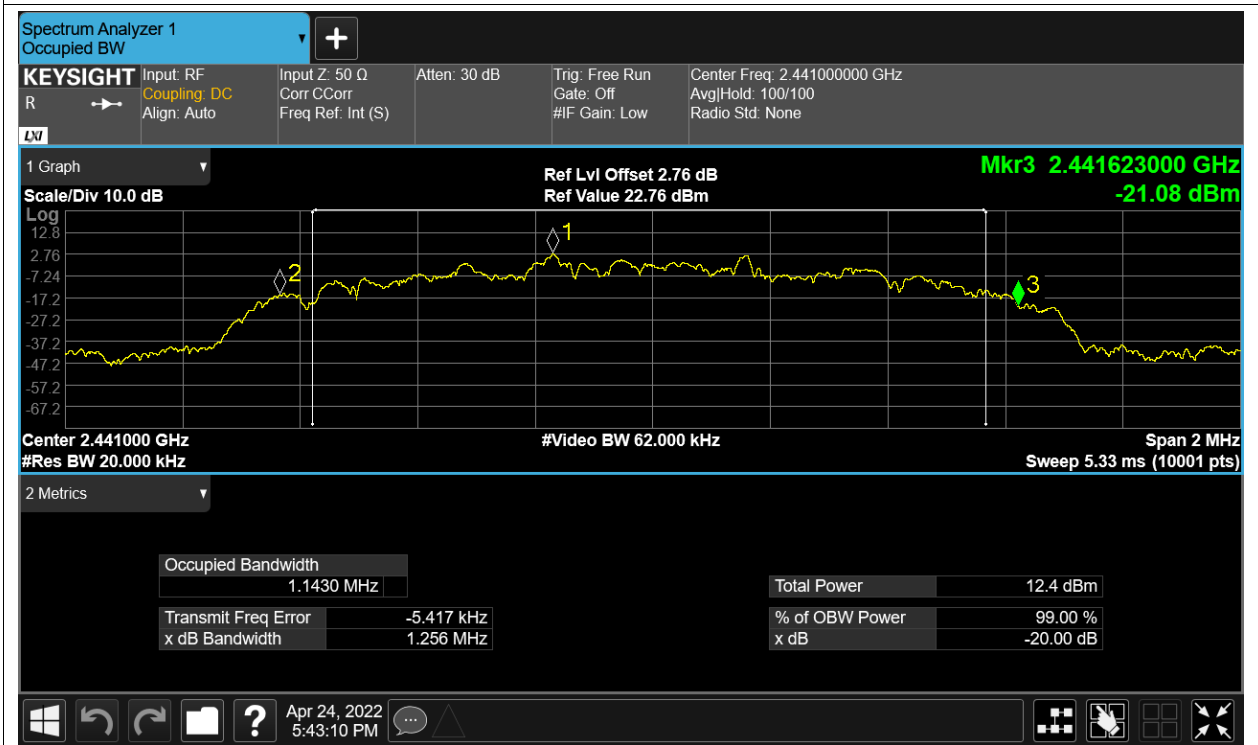 Spectrum Analyzer 1
Occupied BW
KEYSIGHT
R
LXI
Input: RF
Coupling: DC
Align: Auto
Input Z: 50 Ω
Corr CCorr
Freq Ref: Int (S)
Atten: 30 dB
Trig: Free Run
Gate: Off
#IF Gain: Low
Center Freq: 2.441000000 GHz
Avg|Hold: 100/100
Radio Std: None
1 Graph
Scale/Div 10.0 dB
Ref Lvl Offset 2.76 dB
Ref Value 22.76 dBm
Mkr3 2.441623000 GHz
-21.08 dBm
Log
12.8
2.76
-7.24
-17.2
-27.2
-37.2
-47.2
-57.2
-67.2
1
2
3
Center 2.441000 GHz
#Video BW 62.000 kHz
Span 2 MHz
#Res BW 20.000 kHz
Sweep 5.33 ms (10001 pts)
2 Metrics
Occupied Bandwidth
1.1430 MHz
Total Power 12.4 dBm
Transmit Freq Error -5.417 kHz
% of OBW Power 99.00 %
x dB Bandwidth 1.256 MHz
x dB -20.00 dB
?
Apr 24, 2022
5:43:10 PM